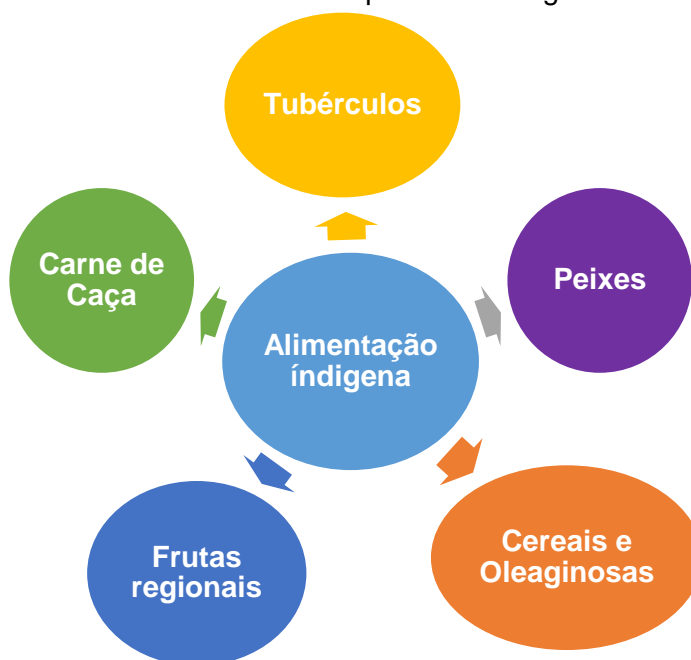 Tubérculos
Carne de
Caça
Peixes
Alimentação
índigena
Frutas
regionais
Cereais e
Oleaginosas